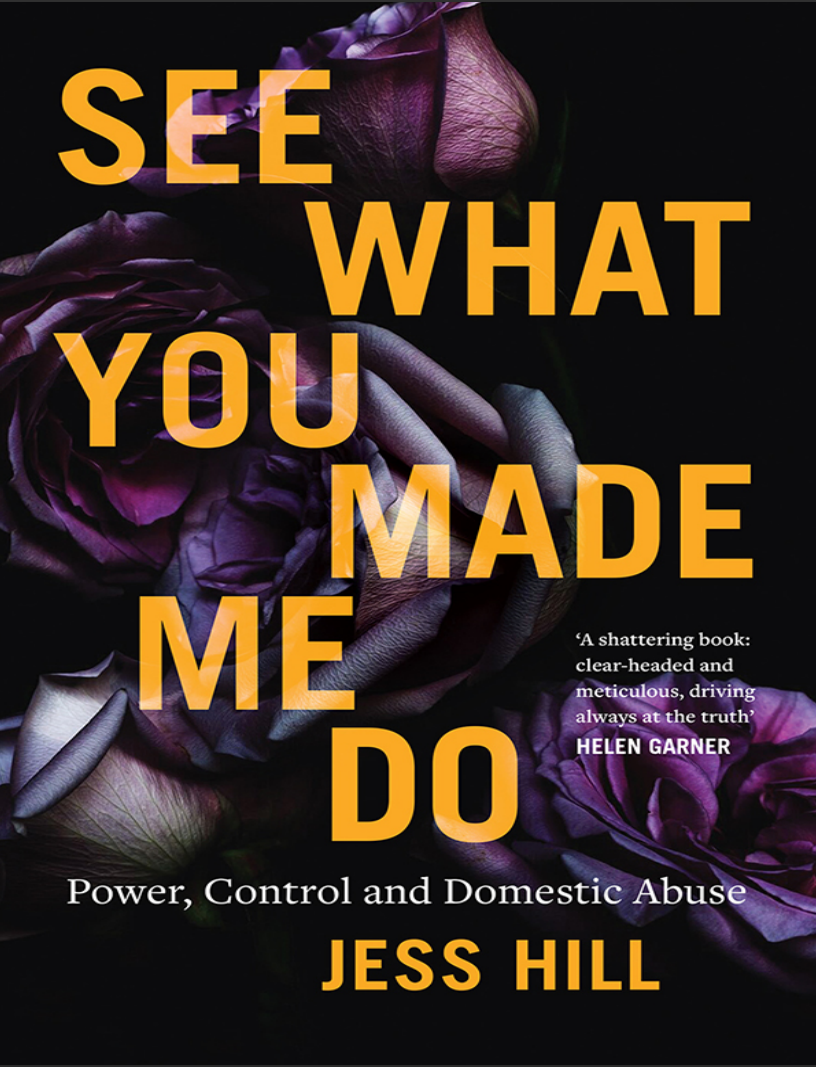 SEE
WHAT
YOU
MADE
ME
DO
‘A shattering book:
clear-headed and
meticulous, driving
always at the truth’
HELEN GARNER
Power, Control and Domestic Abuse
JESS HILL